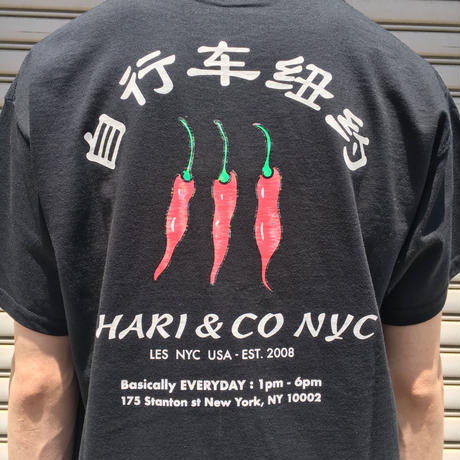 自行车纽约
HARI & CO NYC
LES NYC USA - EST. 2008
Basically EVERYDAY : 1pm - 6pm
175 Stanton st New York, NY 10002